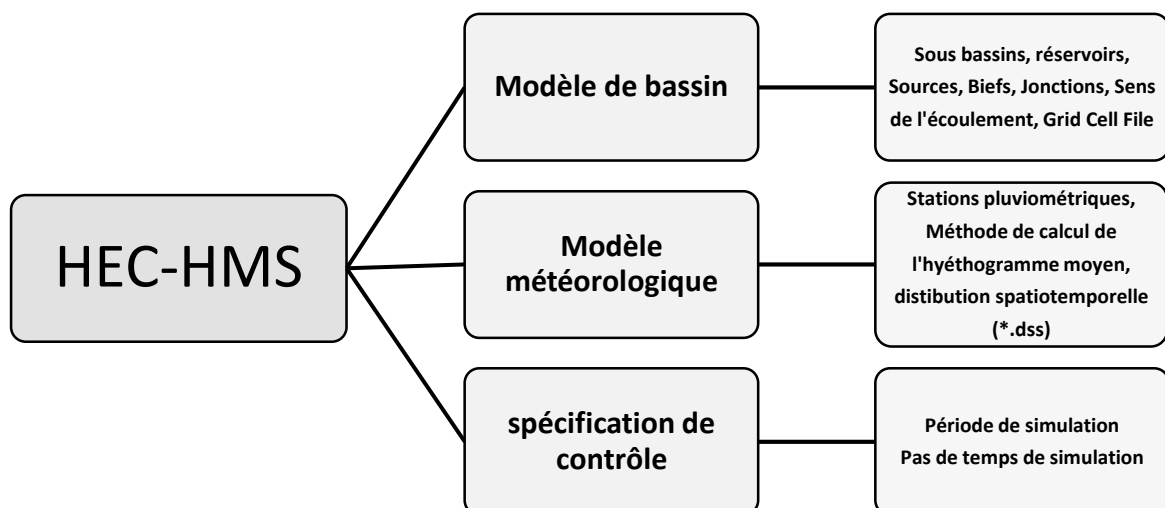 HEC-HMS
Modèle de bassin
Sous bassins, réservoirs,
Sources, Biefs, Jonctions, Sens
de l'écoulement, Grid Cell File
Modèle
météorologique
Stations pluviométriques,
Méthode de calcul de
l'hyéthogramme moyen,
distibution spatiotemporelle
(*.dss)
spécification de
contrôle
Période de simulation
Pas de temps de simulation